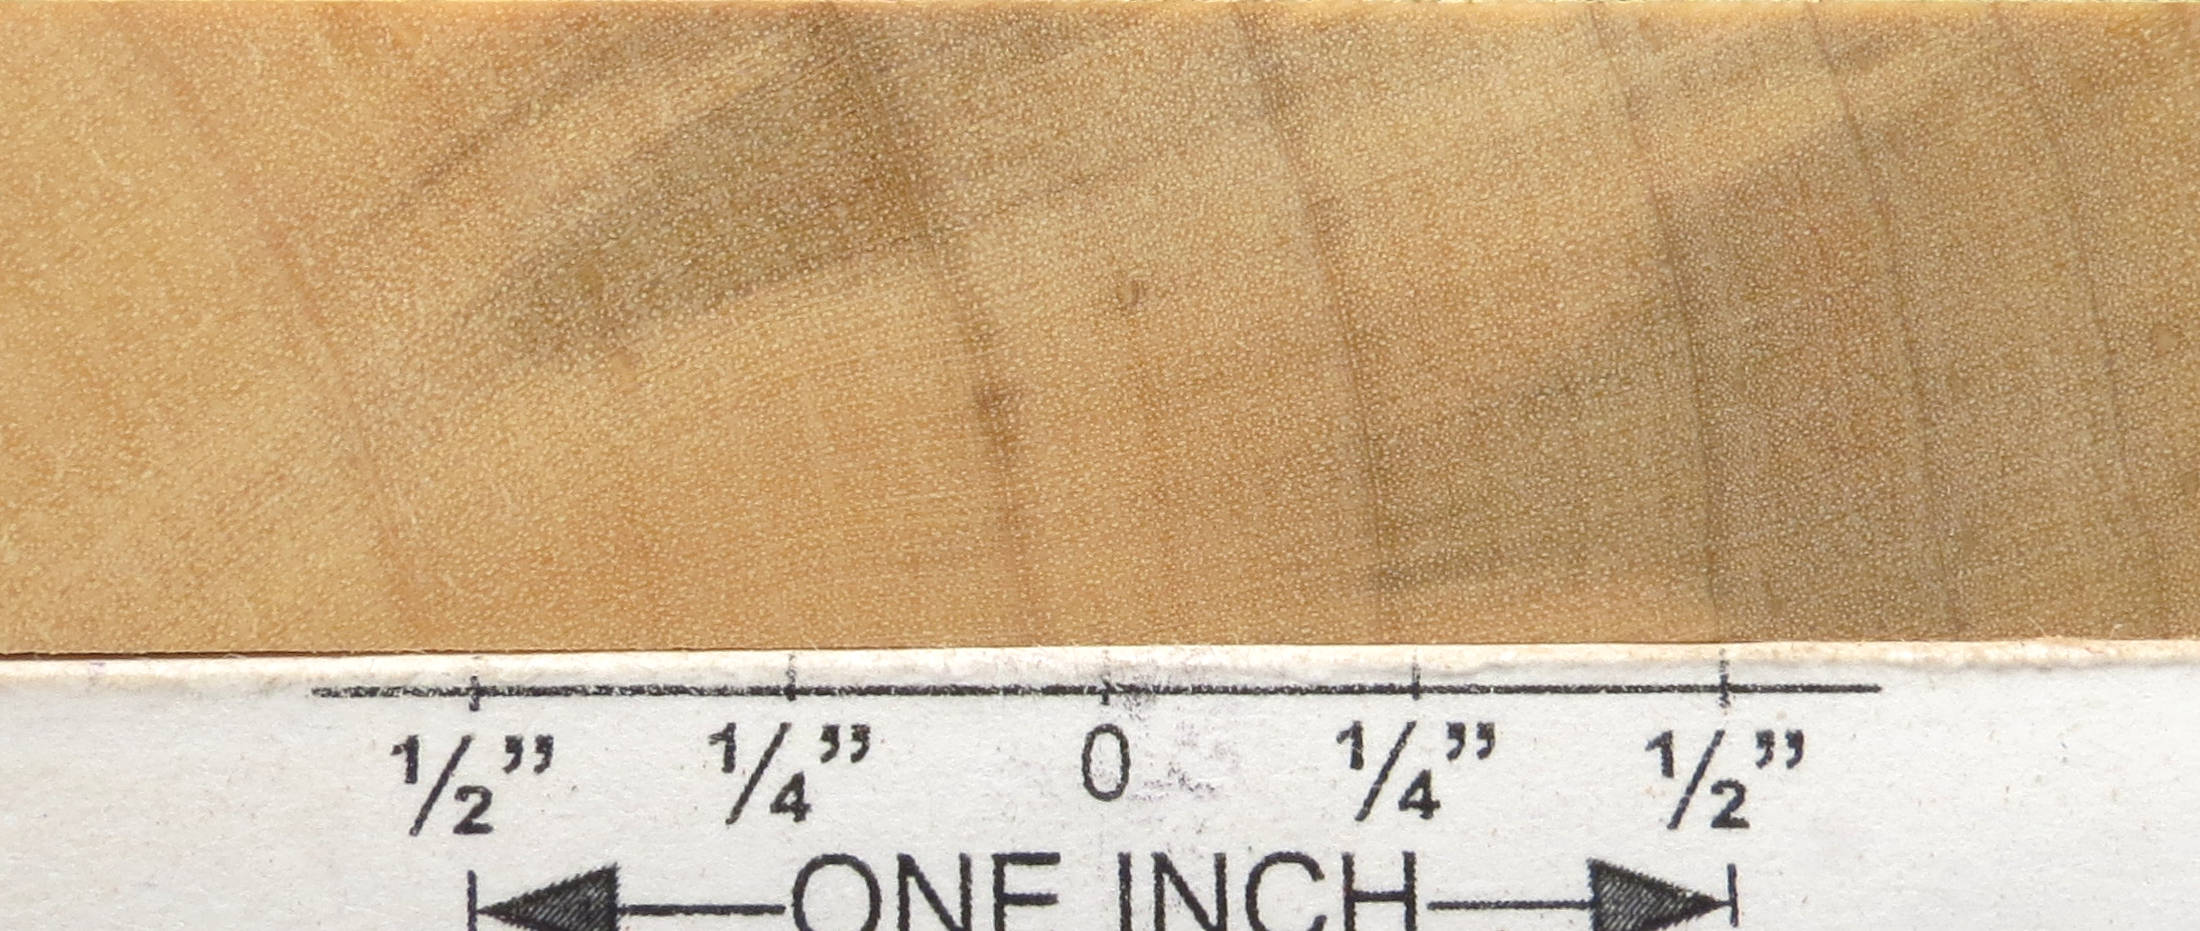 1/2” 1/4” 0 1/4” 1/2”
ONE INCH